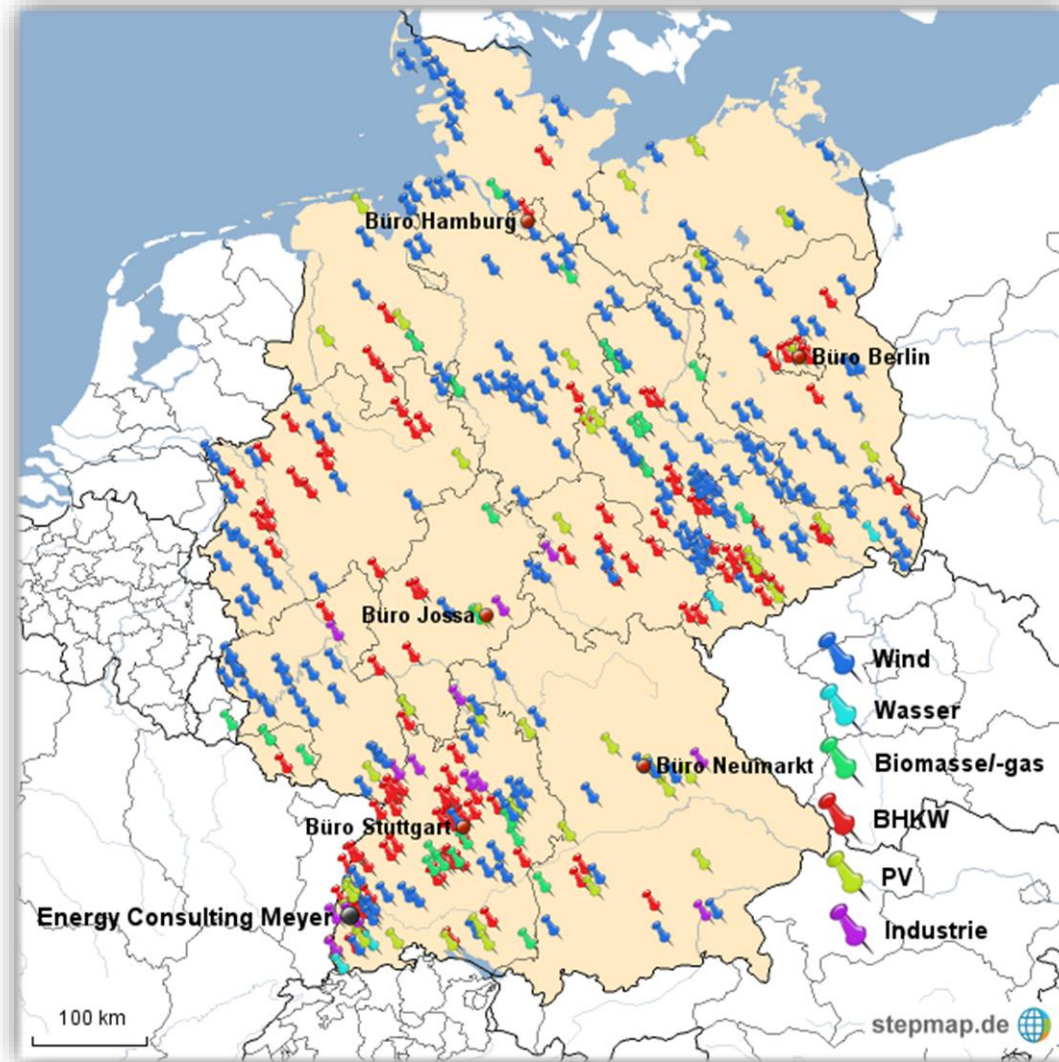 Büro Hamburg
Büro Berlin
Büro Jossa
Büro Neumarkt
Büro Stuttgart
Energy Consulting Meyer
Wind
Wasser
Biomasse/-gas
BHKW
PV
Industrie
100 km
stepmap.de